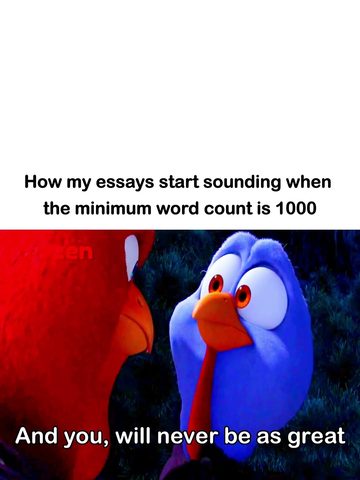 How my essays start sounding when
the minimum word count is 1000
And you, will never be as great